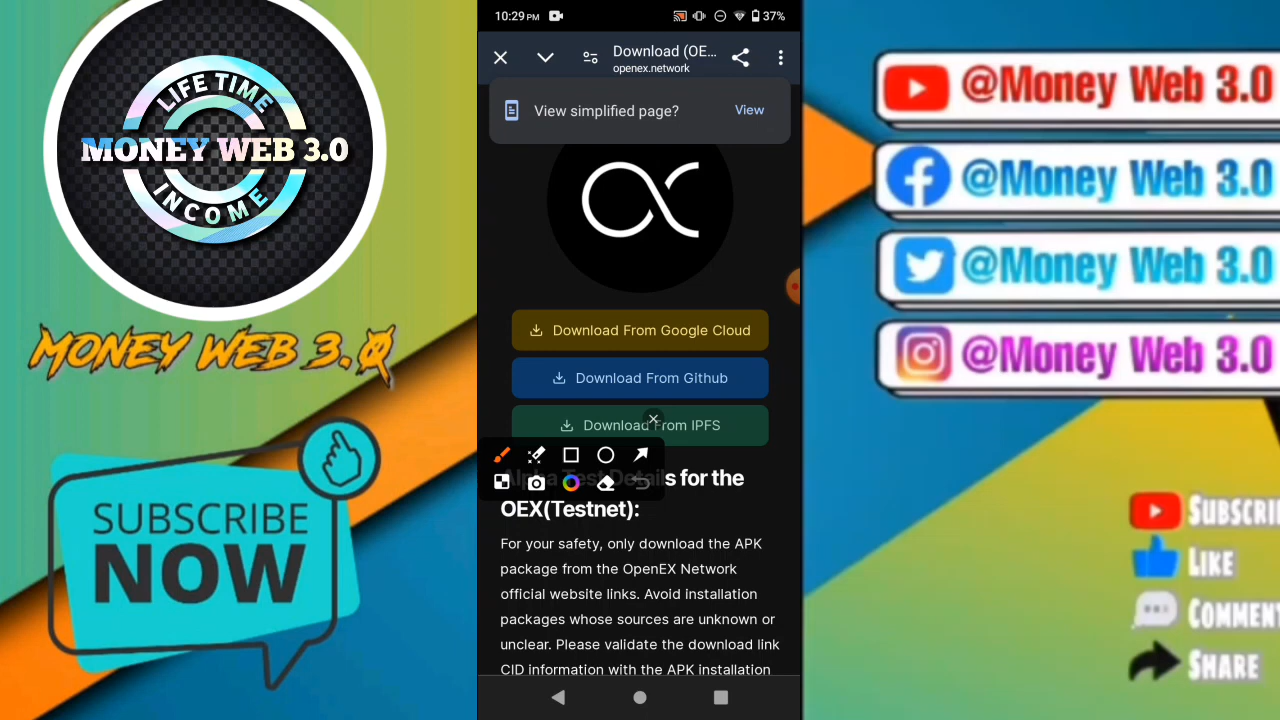 LIFE TIME
MONEY WEB 3.0
INCOME
MONEY WEB 3.0
SUBSCRIBE
NOW
10:29 PM
37%
Download (OE...
openex.network
View simplified page?
View
Download From Google Cloud
Download From Github
Download From IPFS
Alpha Test Details for the
OEX(Testnet):
For your safety, only download the APK
package from the OpenEX Network
official website links. Avoid installation
packages whose sources are unknown or
unclear. Please validate the download link
CID information with the APK installation
@Money Web 3.0
@Money Web 3.0
@Money Web 3.0
@Money Web 3.0
SUBSCRI
LIKE
COMMEN
SHARE